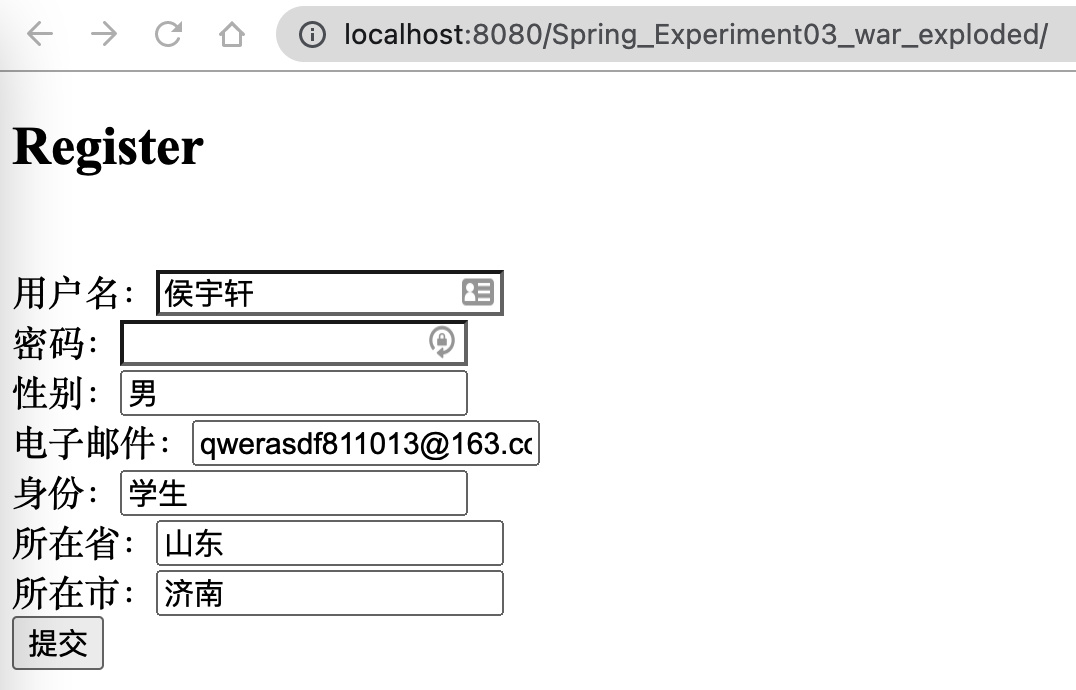 localhost:8080/Spring_Experiment03_war_exploded/
Register
用户名：侯宇轩
密码：
性别：男
电子邮件：qwerasdf811013@163.cc
身份：学生
所在省：山东
所在市：济南
提交